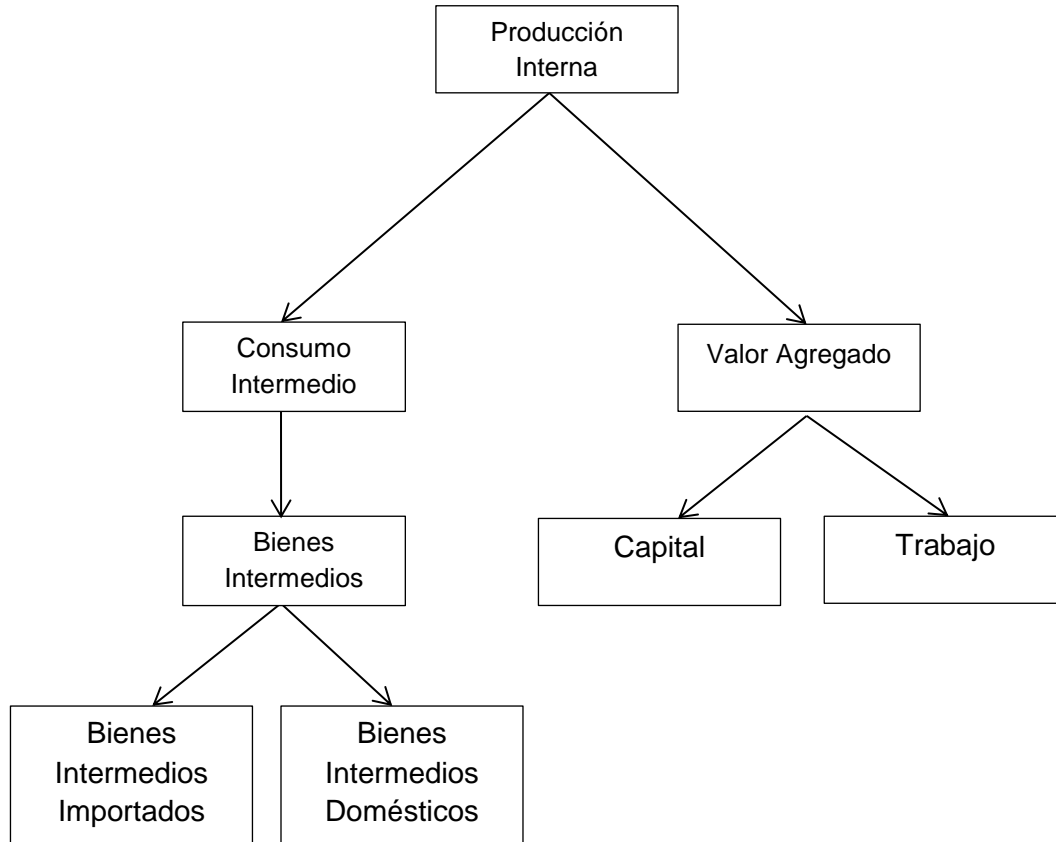 Producción
Interna
Consumo
Intermedio
Valor Agregado
Bienes
Intermedios
Capital
Trabajo
Bienes
Intermedios
Importados
Bienes
Intermedios
Domésticos